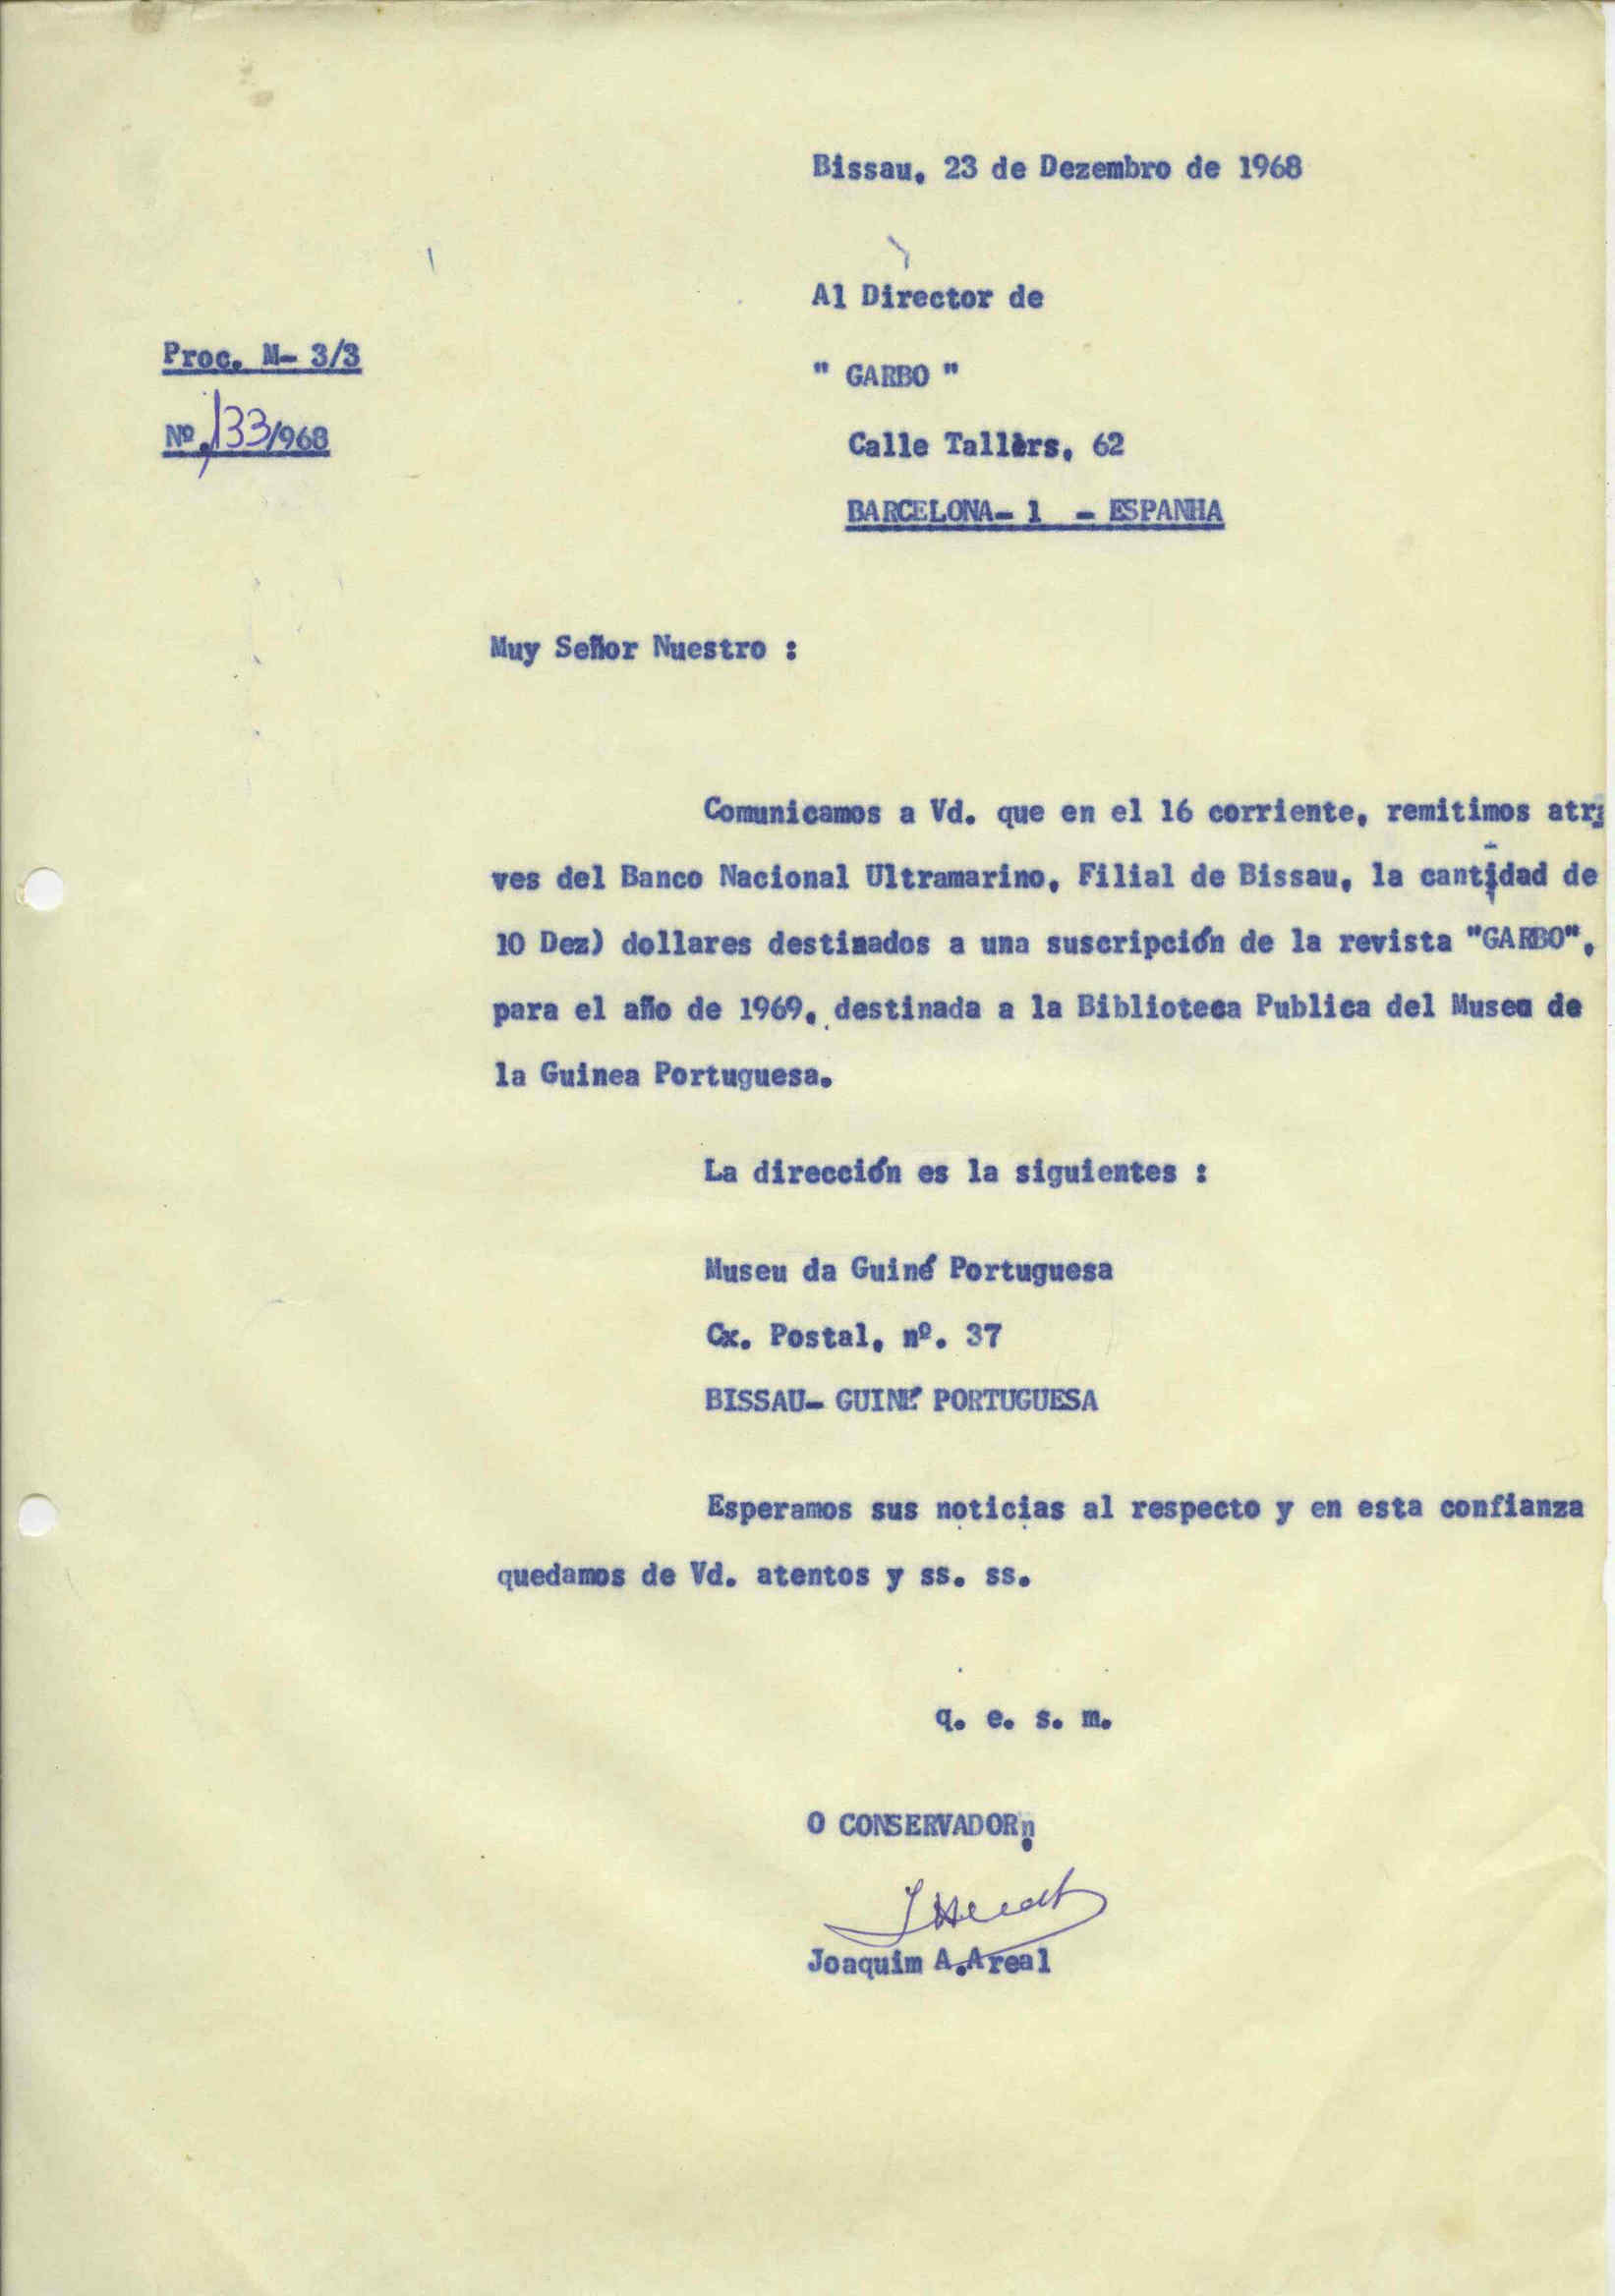 Bissau, 23 de Dezembro de 1968
Al Director de
Proc. M- 3/3
" GARBO "
Nº.133/968
Calle Tallèrs, 62
BARCELONA- 1 - ESPANHA
Muy Señor Nuestro :
Comunicamos a Vd. que en el 16 corriente, remitimos atra
ves del Banco Nacional Ultramarino, Filial de Bissau, la cantidad de
10 Dez) dollares destinados a una suscripción de la revista "GARBO",
para el año de 1969, destinada a la Biblioteca Publica del Museo de
la Guinea Portuguesa.
La dirección es la siguientes :
Museu da Guiné Portuguesa
Cx. Postal, nº. 37
BISSAU- GUINÉ PORTUGUESA
Esperamos sus noticias al respecto y en esta confianza
quedamos de Vd. atentos y ss. ss.
q. e. s. m.
O CONSERVADOR,
Joaquim A.Areal